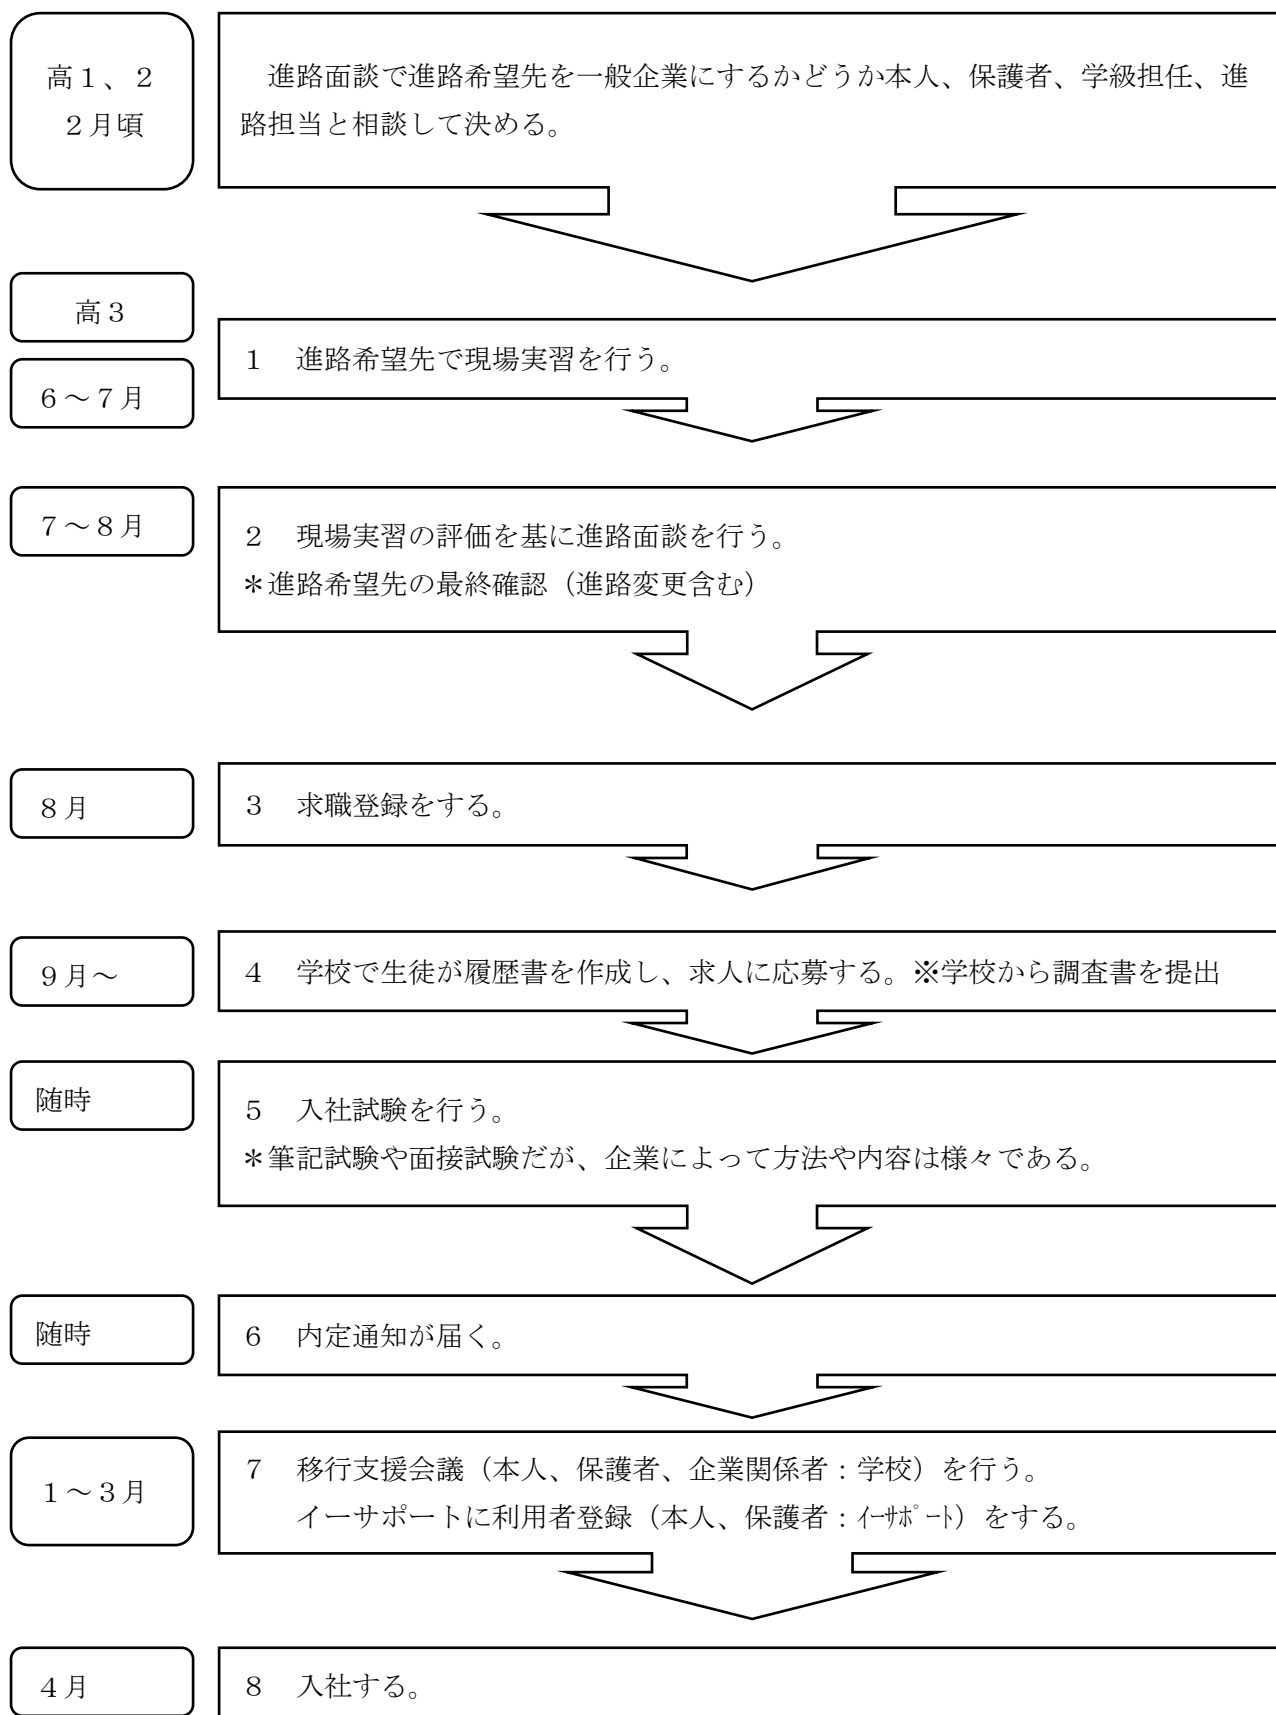 高１、２
２月頃
進路面談で進路希望先を一般企業にするかどうか本人、保護者、学級担任、進
路担当と相談して決める。
高３
６～７月
１　進路希望先で現場実習を行う。
７～８月
２　現場実習の評価を基に進路面談を行う。
＊進路希望先の最終確認（進路変更含む）
８月
３　求職登録をする。
９月～
４　学校で生徒が履歴書を作成し、求人に応募する。※学校から調査書を提出
随時
５　入社試験を行う。
＊筆記試験や面接試験だが、企業によって方法や内容は様々である。
随時
６　内定通知が届く。
１～３月
７　移行支援会議（本人、保護者、企業関係者：学校）を行う。
イーサポートに利用者登録（本人、保護者：ｲｰｻﾎﾟｰﾄ）をする。
４月
８　入社する。